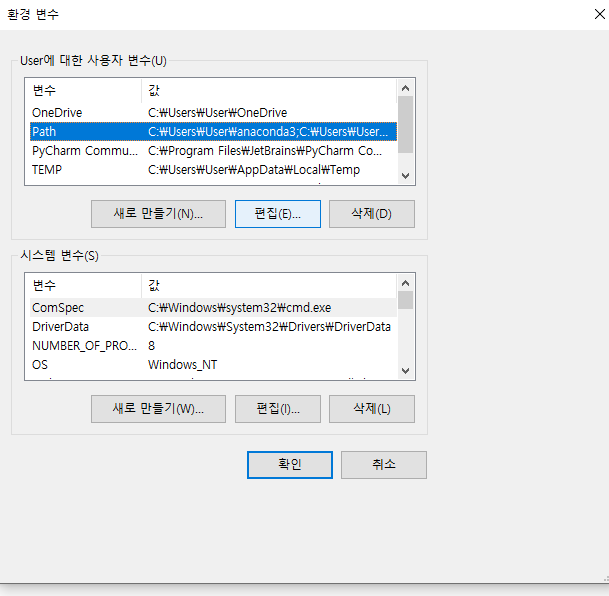 환경 변수
User에 대한 사용자 변수(U)
변수 값
OneDrive C:₩Users₩User₩OneDrive
Path C:₩Users₩User₩anaconda3;C:₩Users₩User...
PyCharm Commu... C:₩Program Files₩JetBrains₩PyCharm Co...
TEMP C:₩Users₩User₩AppData₩Local₩Temp
새로 만들기(N)... 편집(E)... 삭제(D)
시스템 변수(S)
변수 값
ComSpec C:₩Windows₩system32₩cmd.exe
DriverData C:₩Windows₩System32₩Drivers₩DriverData
NUMBER_OF_PRO... 8
OS Windows_NT
새로 만들기(W)... 편집(I)... 삭제(L)
확인 취소